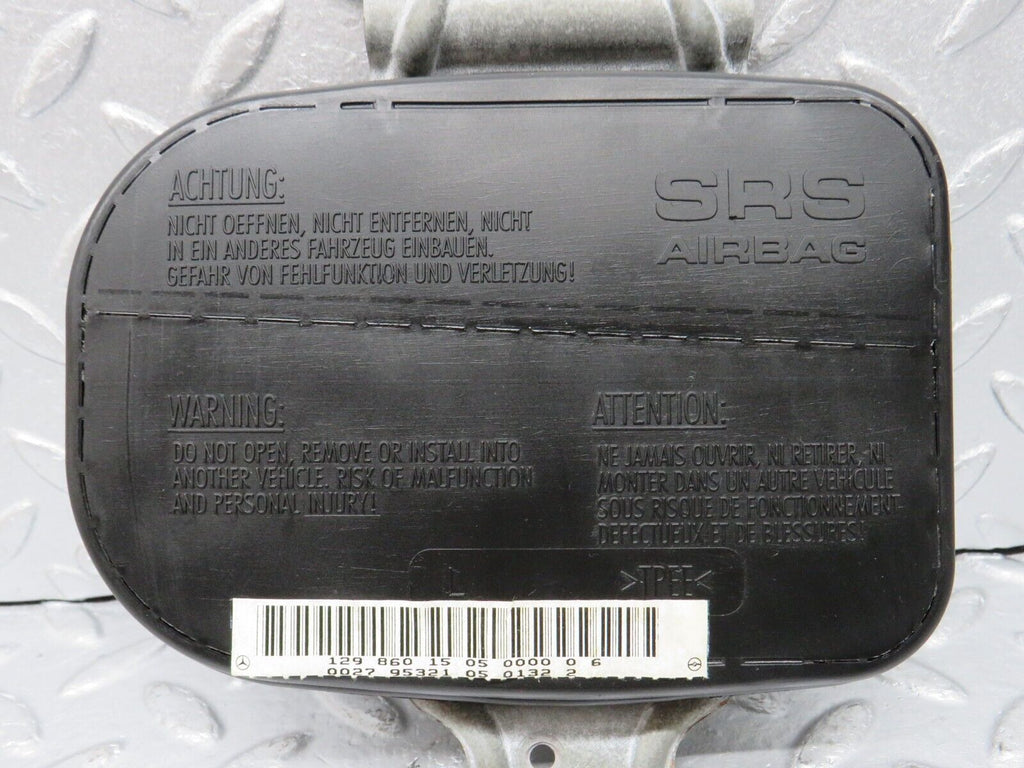 ACHTUNG:
NICHT OEFFNEN, NICHT ENTFERNEN, NICHT
IN EIN ANDERES FAHRZEUG EINBAUEN.
GEFAHR VON FEHLFUNKTION UND VERLETZUNG!
SRS
AIRBAG
WARNING:
DO NOT OPEN, REMOVE OR INSTALL INTO
ANOTHER VEHICLE. RISK OF MALFUNCTION
AND PERSONAL INJURY!
ATTENTION:
NE JAMAIS OUVRIR, NI RETIRER, NI
MONTER DANS UN AUTRE VEHICULE
SOUS RISQUE DE FONCTIONNEMENT
DEFECTUEUX ET DE BLESSURES!
L >TPEE<
129 860 15 05 0000 0 6
0027 95321 05 0132 2